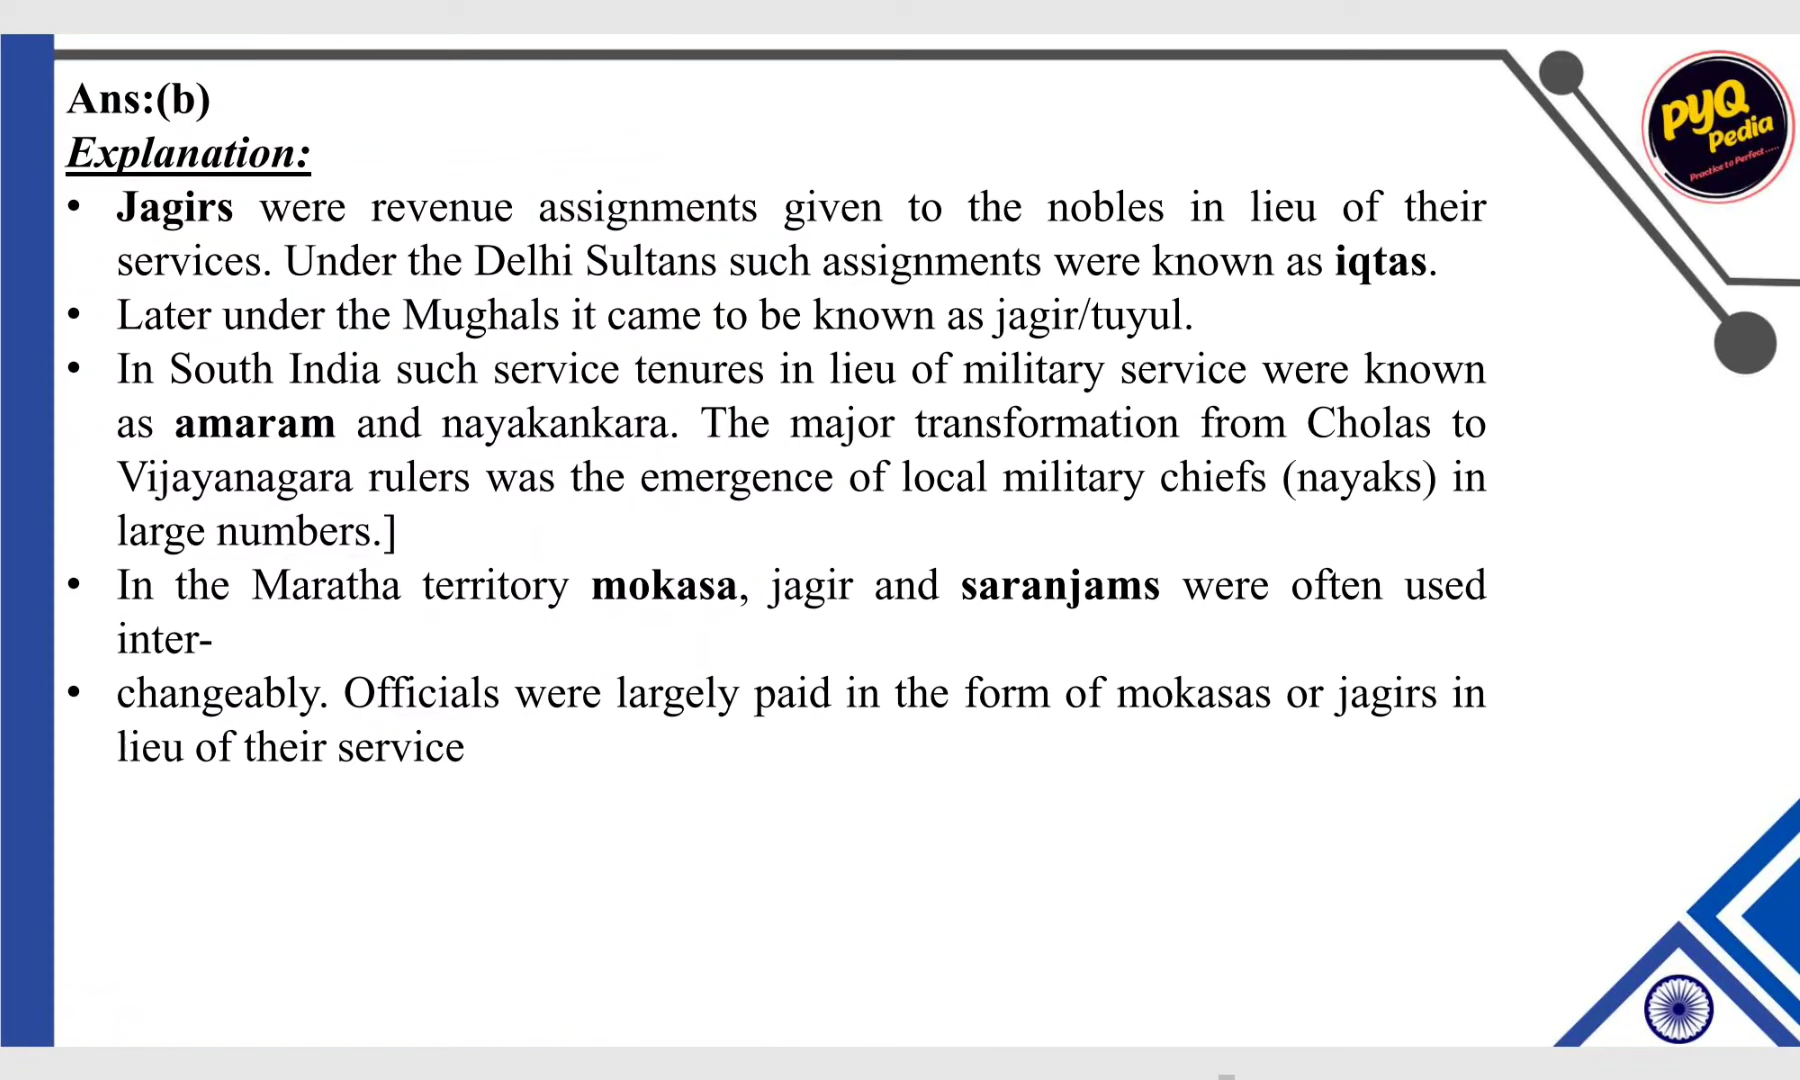 Ans:(b)
Explanation:
• Jagirs were revenue assignments given to the nobles in lieu of their
services. Under the Delhi Sultans such assignments were known as iqtas.
• Later under the Mughals it came to be known as jagir/tuyul.
• In South India such service tenures in lieu of military service were known
as amaram and nayakankara. The major transformation from Cholas to
Vijayanagara rulers was the emergence of local military chiefs (nayaks) in
large numbers.]
• In the Maratha territory mokasa, jagir and saranjams were often used
inter-
• changeably. Officials were largely paid in the form of mokasas or jagirs in
lieu of their service
PYQ
Pedia
Practice to Perfect.....